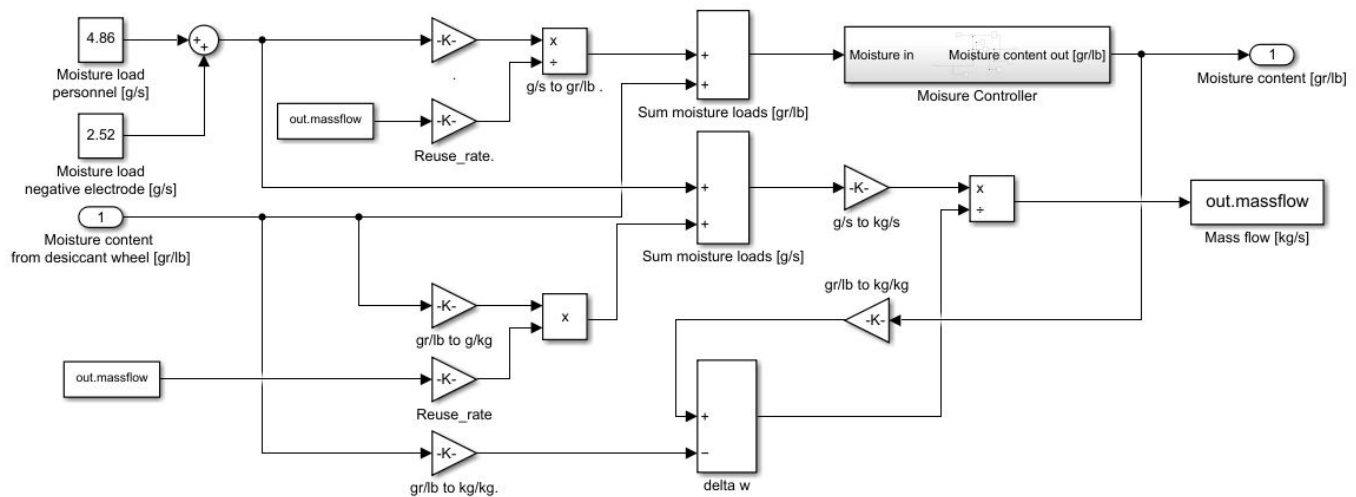 4.86
Moisture load
personnel [g/s]
+
+
-K-
.
x
÷
g/s to gr/lb .
out.massflow
-K-
Reuse_rate.
+
+
Sum moisture loads [gr/lb]
Moisture in
Moisture content out [gr/lb]
Moisure Controller
1
Moisture content [gr/lb]
2.52
Moisture load
negative electrode [g/s]
1
Moisture content
from desiccant wheel [gr/lb]
+
+
Sum moisture loads [g/s]
-K-
g/s to kg/s
x
÷
out.massflow
Mass flow [kg/s]
-K-
gr/lb to g/kg
x
gr/lb to kg/kg
-K-
out.massflow
-K-
Reuse_rate
-K-
gr/lb to kg/kg.
+
−
delta w